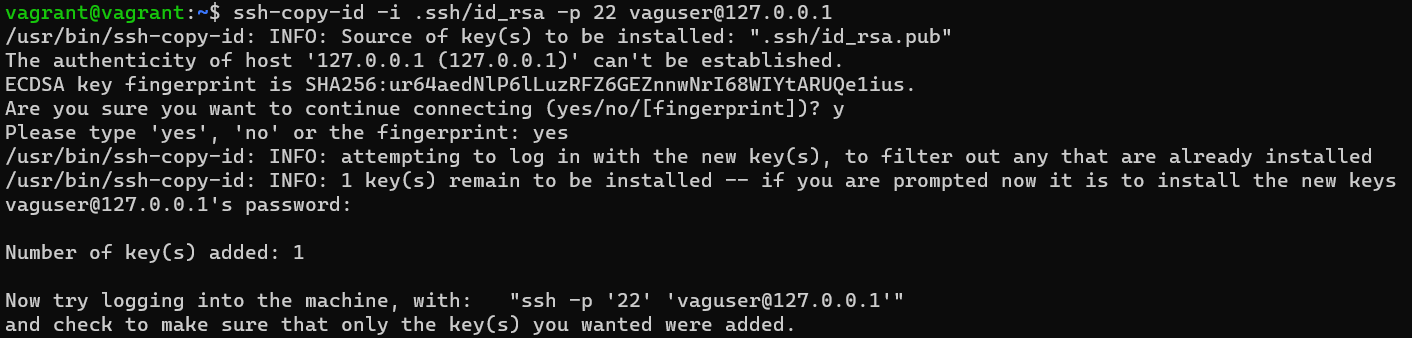 vagrant@vagrant:~$ ssh-copy-id -i .ssh/id_rsa -p 22 vaguser@127.0.0.1
/usr/bin/ssh-copy-id: INFO: Source of key(s) to be installed: ".ssh/id_rsa.pub"
The authenticity of host '127.0.0.1 (127.0.0.1)' can't be established.
ECDSA key fingerprint is SHA256:ur64aedNlP6lLuzRFZ6GEZnnwNrI68WIYtARUQe1ius.
Are you sure you want to continue connecting (yes/no/[fingerprint])? y
Please type 'yes', 'no' or the fingerprint: yes
/usr/bin/ssh-copy-id: INFO: attempting to log in with the new key(s), to filter out any that are already installed
/usr/bin/ssh-copy-id: INFO: 1 key(s) remain to be installed -- if you are prompted now it is to install the new keys
vaguser@127.0.0.1's password:

Number of key(s) added: 1

Now try logging into the machine, with:   "ssh -p '22' 'vaguser@127.0.0.1'"
and check to make sure that only the key(s) you wanted were added.